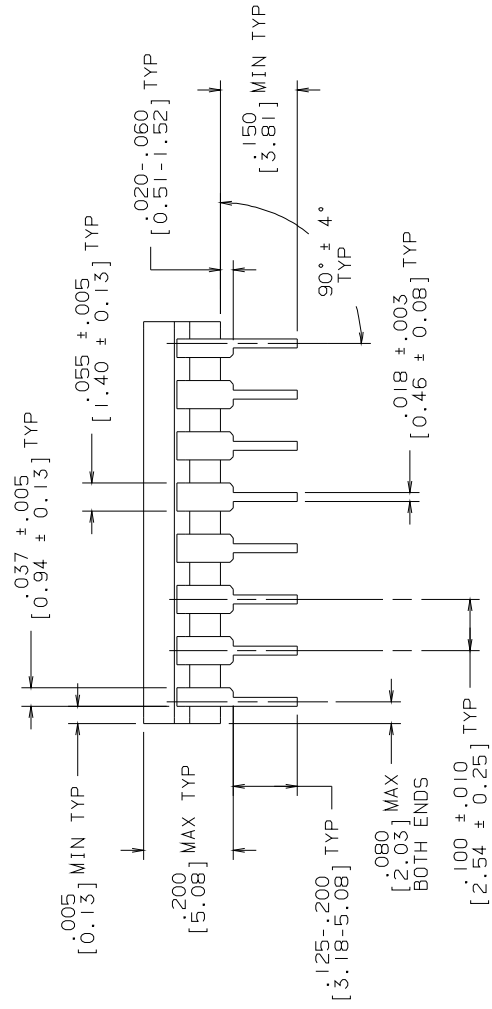 .037 ±.005
[0.94 ± 0.13] TYP
.055 ±.005
[1.40 ± 0.13] TYP
.020-.060
[0.51-1.52] TYP
.005
[0.13] MIN TYP
.200
[5.08] MAX TYP
.150
[3.81] MIN TYP
90° ± 4°
TYP
.125-.200
[3.18-5.08] TYP
.080
[2.03] MAX
BOTH ENDS
.018 ±.003
[0.46 ± 0.08] TYP
.100 ±.010
[2.54 ± 0.25] TYP